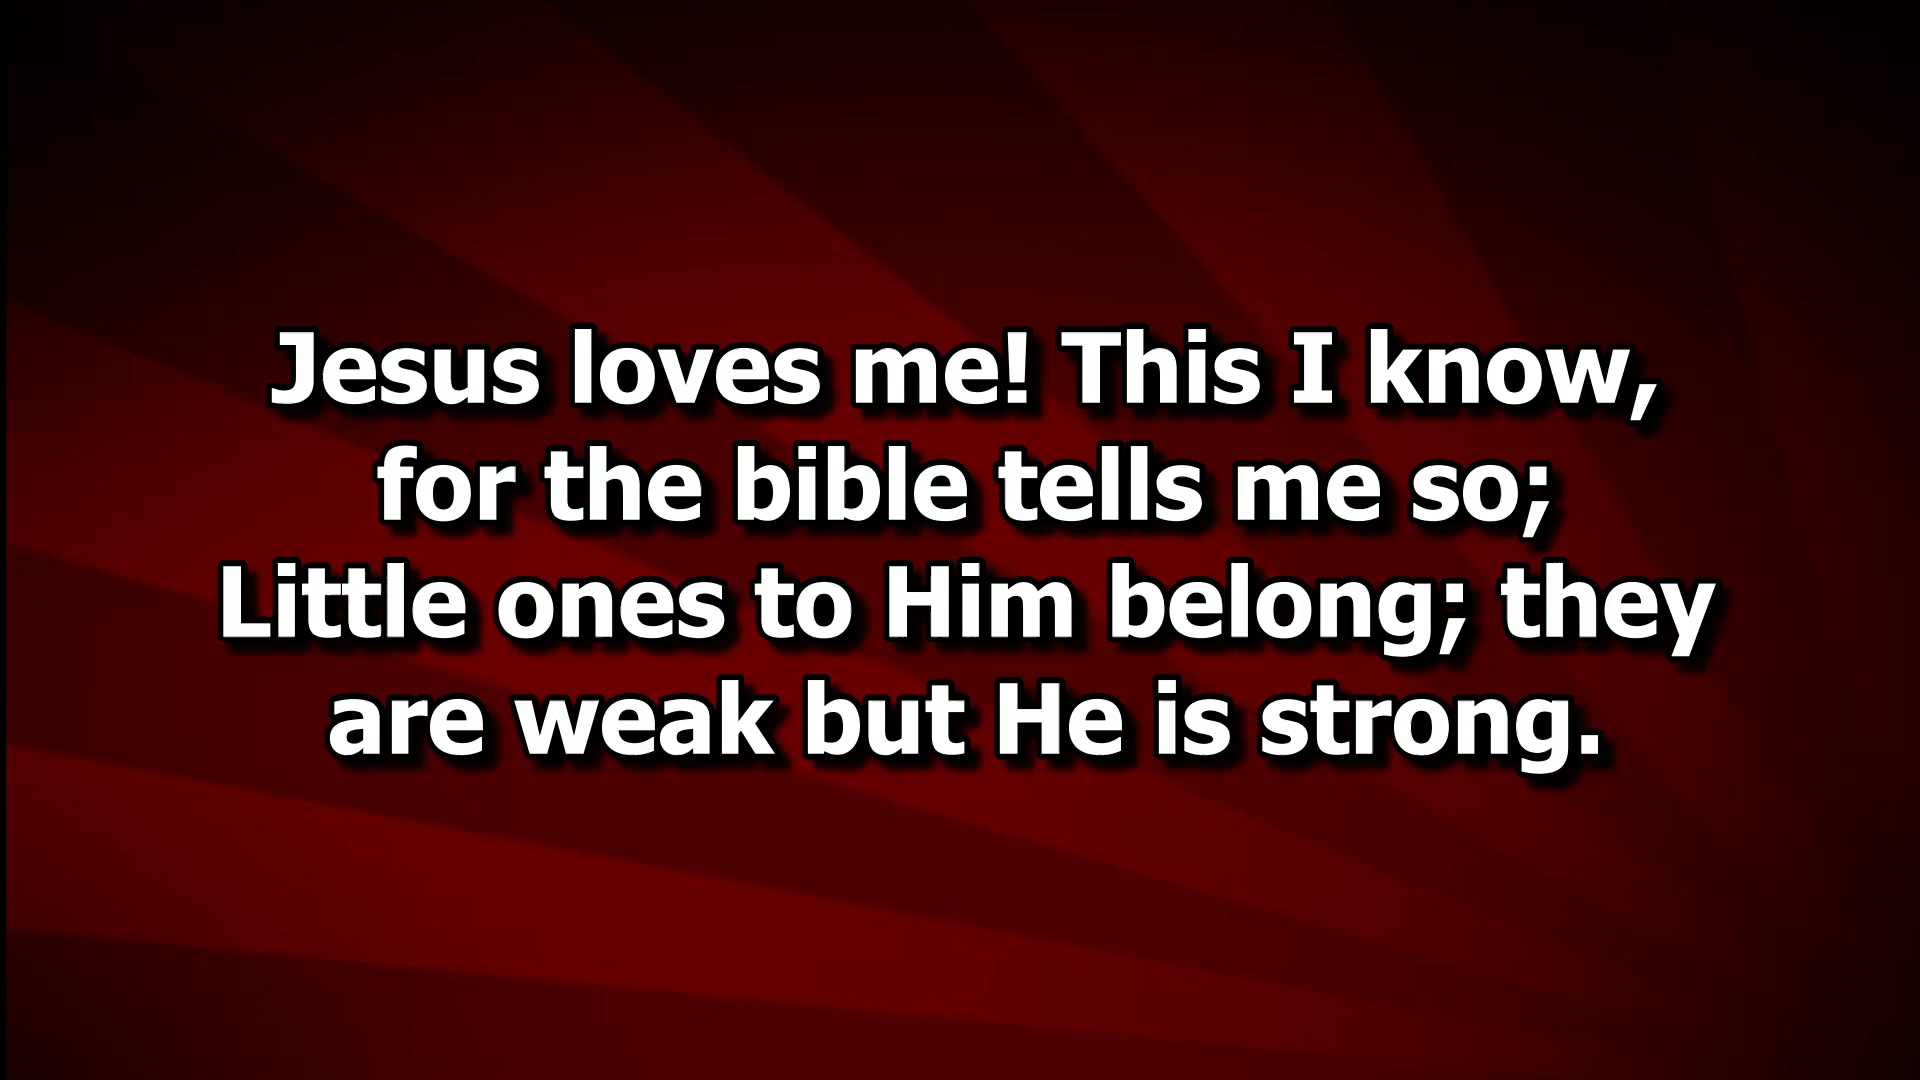 Jesus loves me! This I know,
for the bible tells me so;
Little ones to Him belong; they
are weak but He is strong.